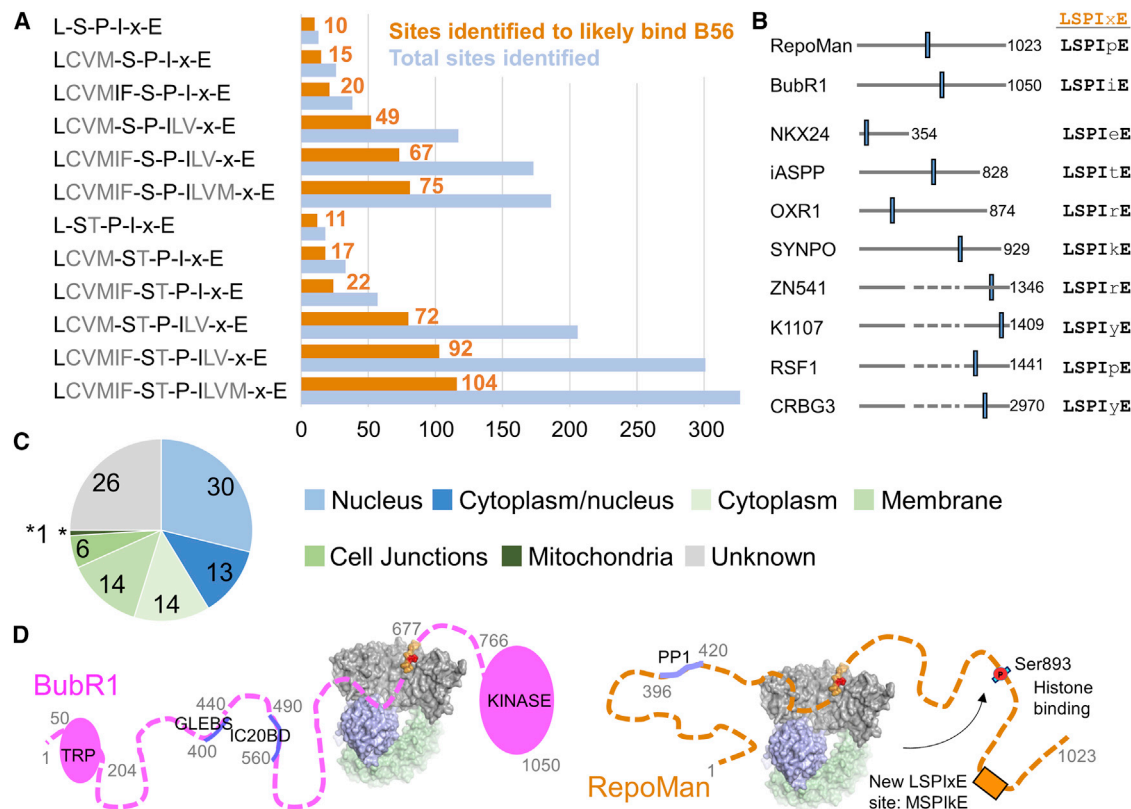 A
Sites identified to likely bind B56
Total sites identified
L-S-P-I-x-E 10
LCVM-S-P-I-x-E 15
LCVMIF-S-P-I-x-E 20
LCVM-S-P-ILV-x-E 49
LCVMIF-S-P-ILV-x-E 67
LCVMIF-S-P-ILVM-x-E 75
L-ST-P-I-x-E 11
LCVM-ST-P-I-x-E 17
LCVMIF-ST-P-I-x-E 22
LCVM-ST-P-ILV-x-E 72
LCVMIF-ST-P-ILV-x-E 92
LCVMIF-ST-P-ILVM-x-E 104
0 50 100 150 200 250 300
B
LSPIxE
RepoMan 1023 LSPIpE
BubR1 1050 LSPIiE
NKX24 354 LSPIeE
iASPP 828 LSPItE
OXR1 874 LSPIrE
SYNPO 929 LSPIkE
ZN541 1346 LSPIrE
K1107 1409 LSPIyE
RSF1 1441 LSPIpE
CRBG3 2970 LSPIyE
C
26 30
*1 *
6 13
14 14
Nucleus Cytoplasm/nucleus Cytoplasm Membrane
Cell Junctions Mitochondria Unknown
D
BubR1
1
50
TRP
204
440
GLEBS
400
490
IC20BD
560
677
766
KINASE
1050
PP1 420
396
RepoMan
1
P
Ser893
Histone
binding
1023
New LSPIxE
site: MSPIkE